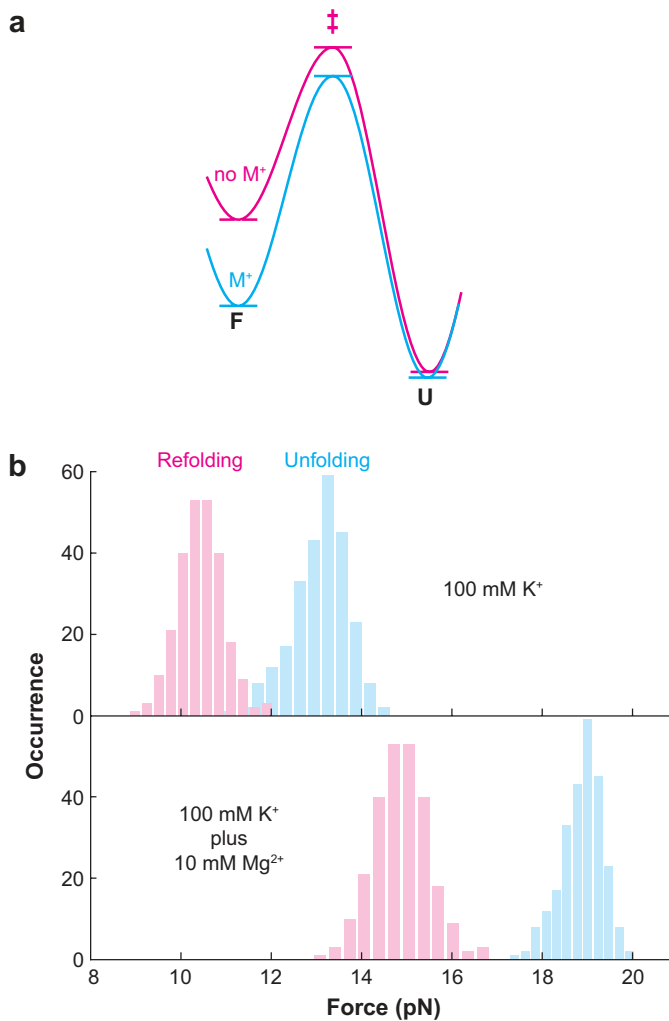 a
‡
no M⁺
M⁺
F
U
b
Refolding Unfolding
60
40
20
0
100 mM K⁺
Occurrence
40
20
0
100 mM K⁺
plus
10 mM Mg²⁺
8 10 12 14 16 18 20
Force (pN)